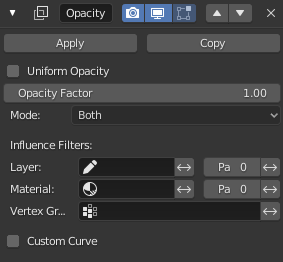 Opacity
Apply Copy
Uniform Opacity
Opacity Factor 1.00
Mode: Both
Influence Filters:
Layer: Pa 0
Material: Pa 0
Vertex Gr...
Custom Curve